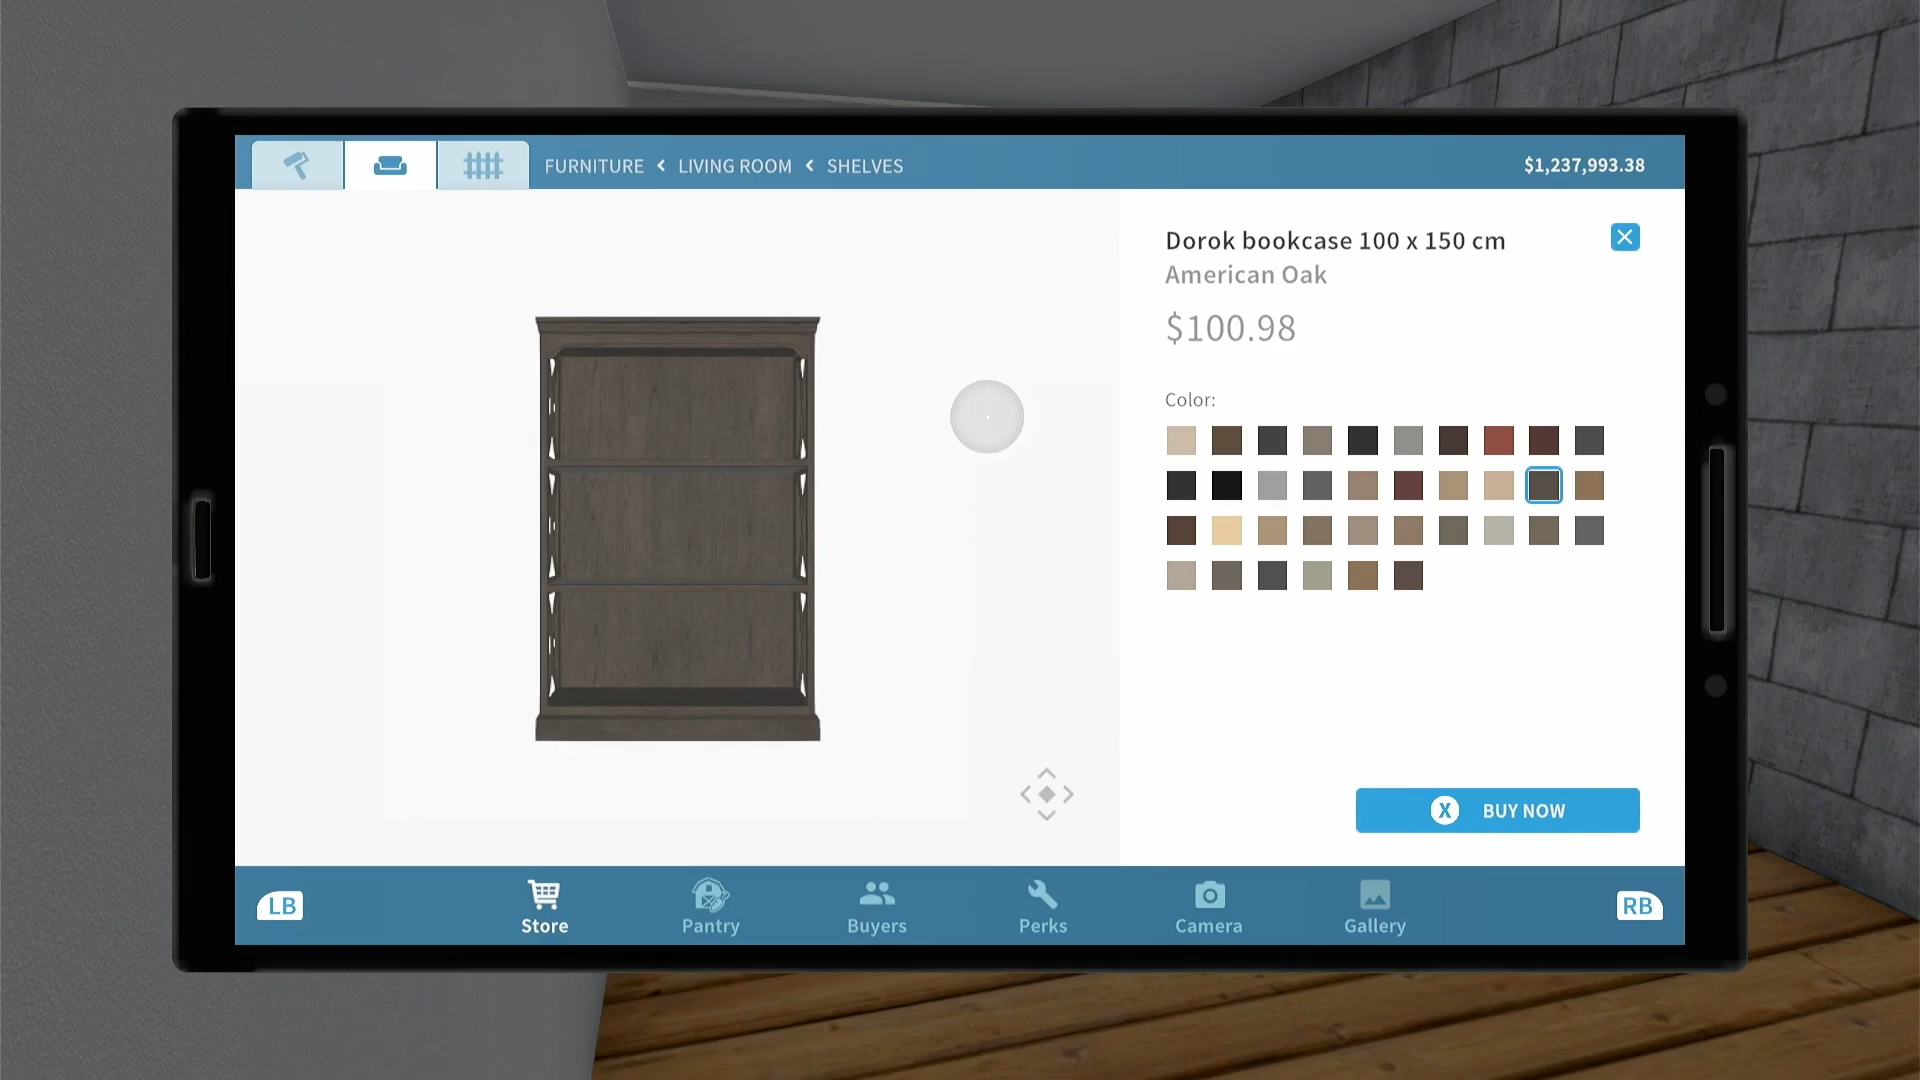 FURNITURE < LIVING ROOM < SHELVES
$1,237,993.38
Dorok bookcase 100 x 150 cm
American Oak
$100.98
Color:
X BUY NOW
LB
Store
Pantry
Buyers
Perks
Camera
Gallery
RB